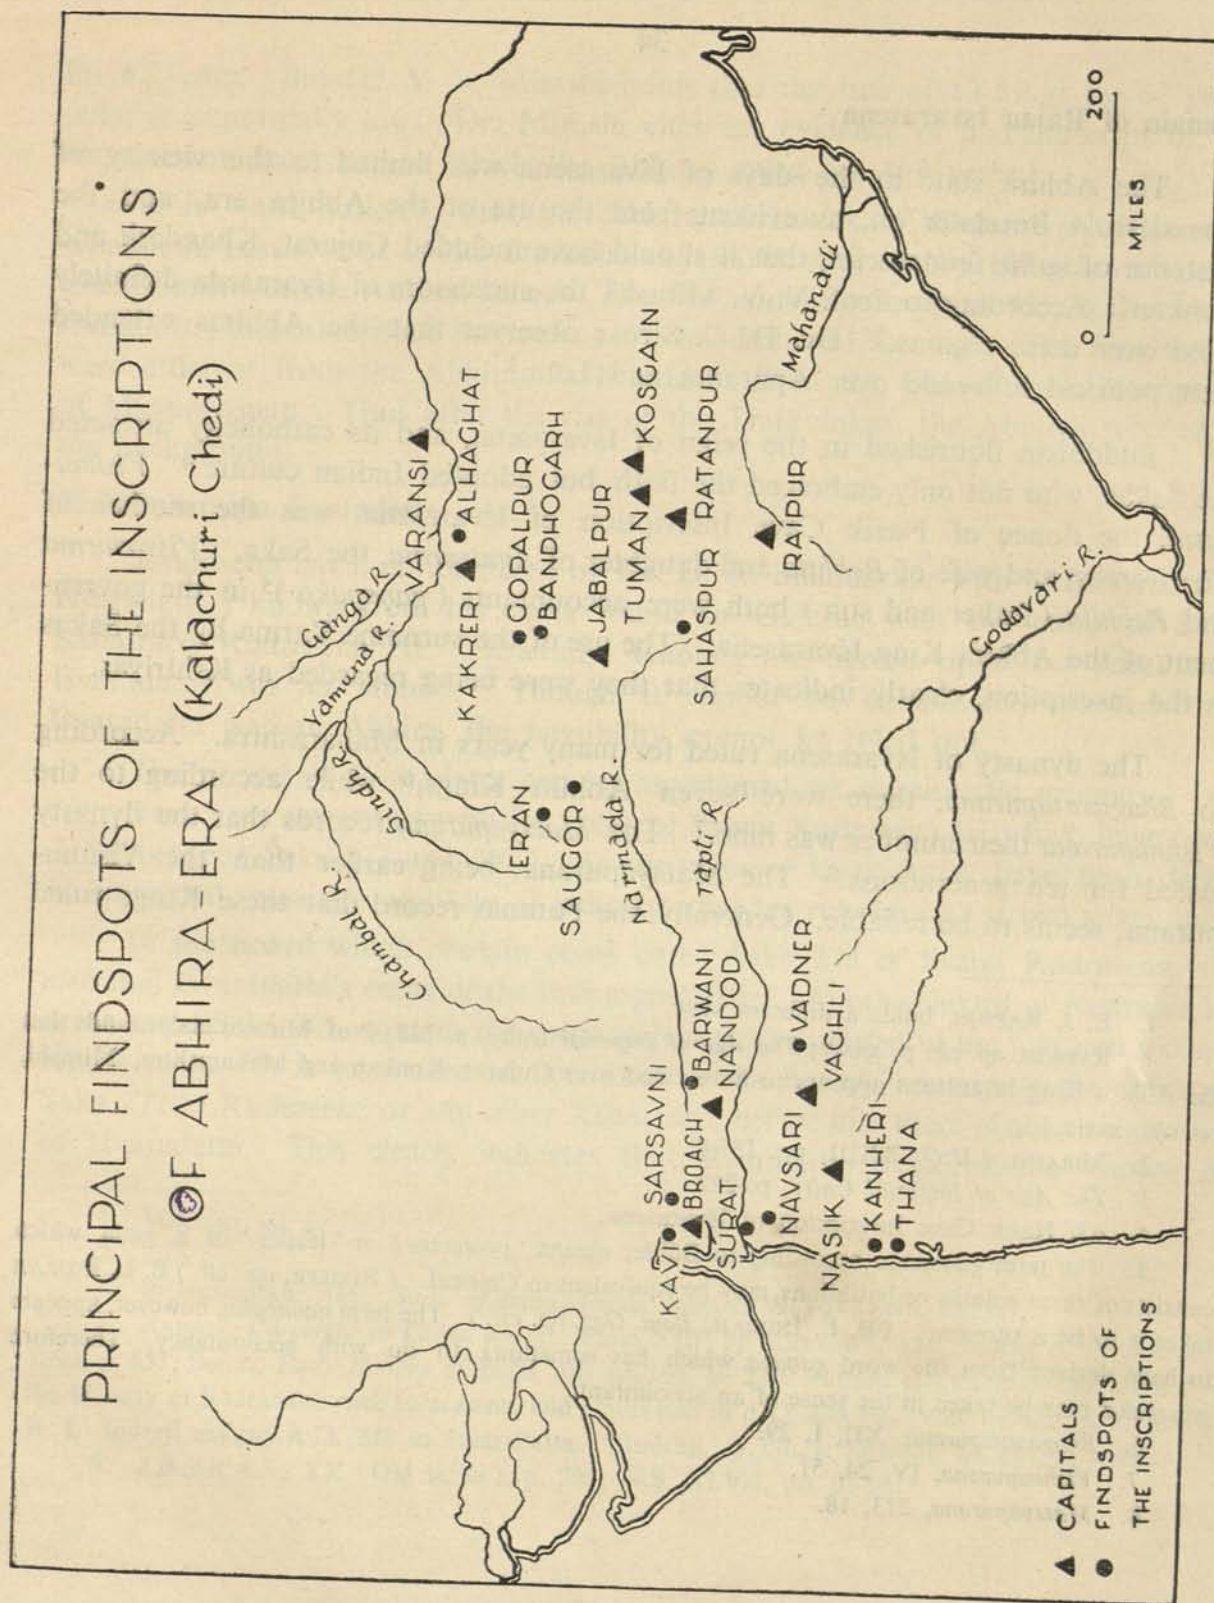 PRINCIPAL FINDSPOTS OF THE INSCRIPTIONS
OF ABHIRA-ERA (Kalachuri Chedi)
Ganga R.
Yamuna R.
Chambal R.
Sindh R.
VARANSI
KAKRERI
ALHAGHAT
ERAN
GOPALPUR
BANDHOGARH
SAUGOR
JABALPUR
Narmada R.
TUMAN
KOSGAIN
SAHASPUR
RATANPUR
KAVI
SARSAVNI
BROACH
BARWANI
Tapti R.
SURAT
NANDOD
RAIPUR
Mahanadi
NAVSARI
VADNER
NASIK
VAGHLI
KANHERI
THANA
Godavari R.
CAPITALS
FINDSPOTS OF
THE INSCRIPTIONS
0 200
MILES